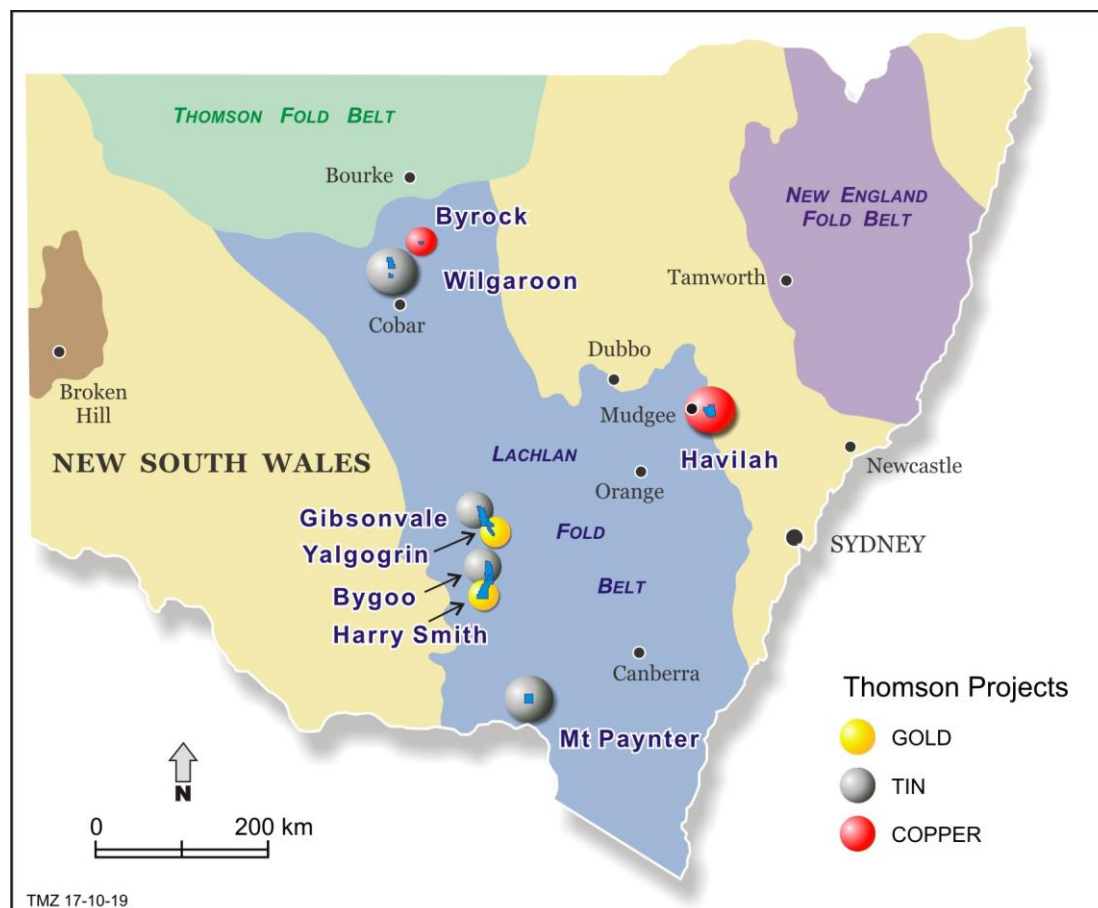 THOMSON FOLD BELT
Bourke
NEW ENGLAND
FOLD BELT
Byrock
Wilgaroon
Tamworth
Cobar
Broken
Hill
Dubbo
Mudgee
Havilah
Newcastle
NEW SOUTH WALES
LACHLAN
Orange
Gibsonvale
FOLD
Yalgogrin
SYDNEY
Bygoo
BELT
Harry Smith
Canberra
Mt Paynter
Thomson Projects
GOLD
TIN
COPPER
N
0 200 km
TMZ 17-10-19